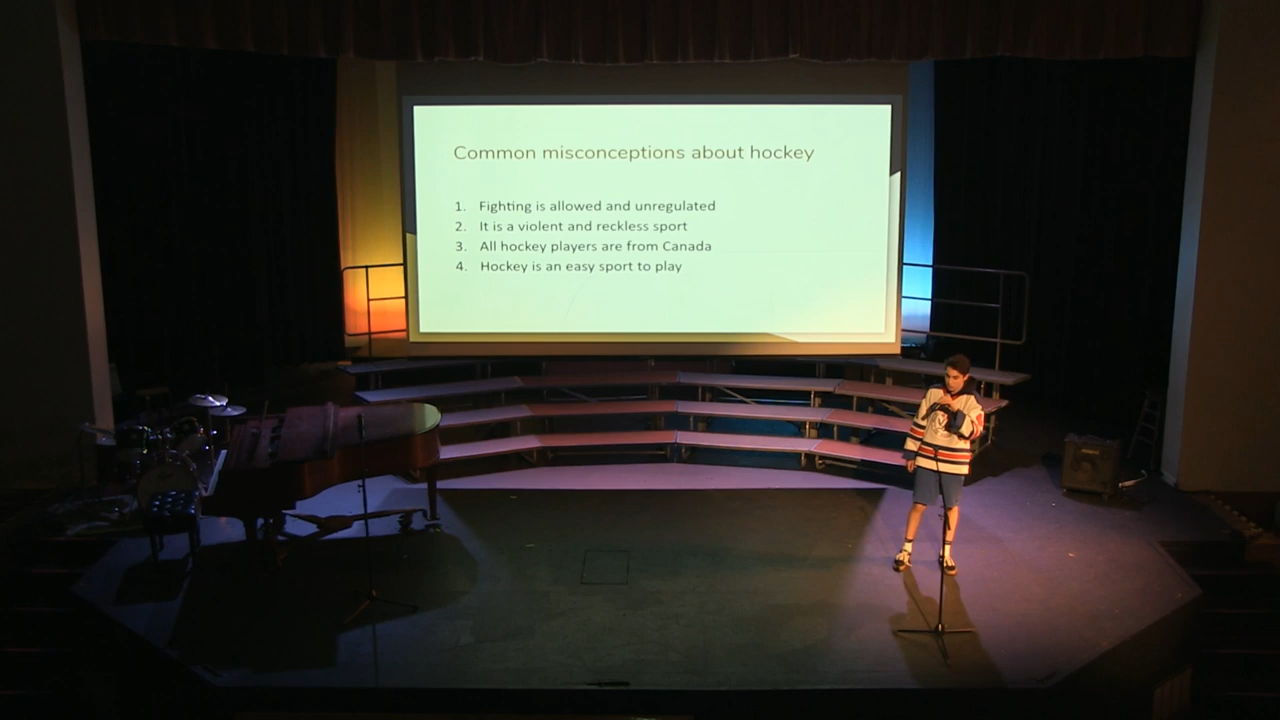 Common misconceptions about hockey
1. Fighting is allowed and unregulated
2. It is a violent and reckless sport
3. All hockey players are from Canada
4. Hockey is an easy sport to play